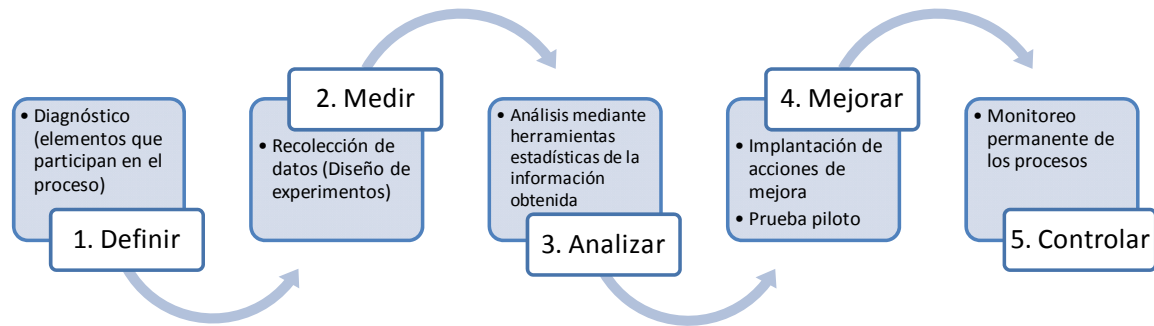 • Diagnóstico
(elementos que
participan en el
proceso)
1. Definir
2. Medir
• Recolección de
datos (Diseño de
experimentos)
• Análisis mediante
herramientas
estadísticas de la
información
obtenida
3. Analizar
4. Mejorar
• Implantación de
acciones de
mejora
• Prueba piloto
• Monitoreo
permanente de
los procesos
5. Controlar